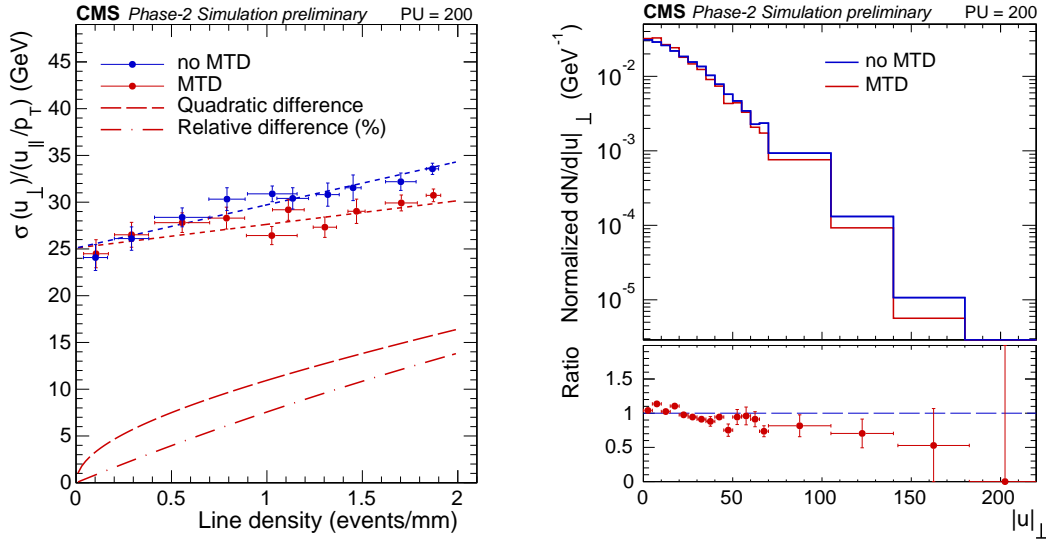 CMS Phase-2 Simulation preliminary PU = 200
σ(u⊥)/(u∥/pT) (GeV)
45
40
35
30
25
20
15
10
5
0
no MTD
MTD
Quadratic difference
Relative difference (%)
0 0.5 1 1.5 2
Line density (events/mm)
CMS Phase-2 Simulation preliminary PU = 200
Normalized dN/d|u|⊥ (GeV⁻¹)
10⁻²
10⁻³
10⁻⁴
10⁻⁵
no MTD
MTD
Ratio
1.5
1
0.5
0
0 50 100 150 200
|u|⊥